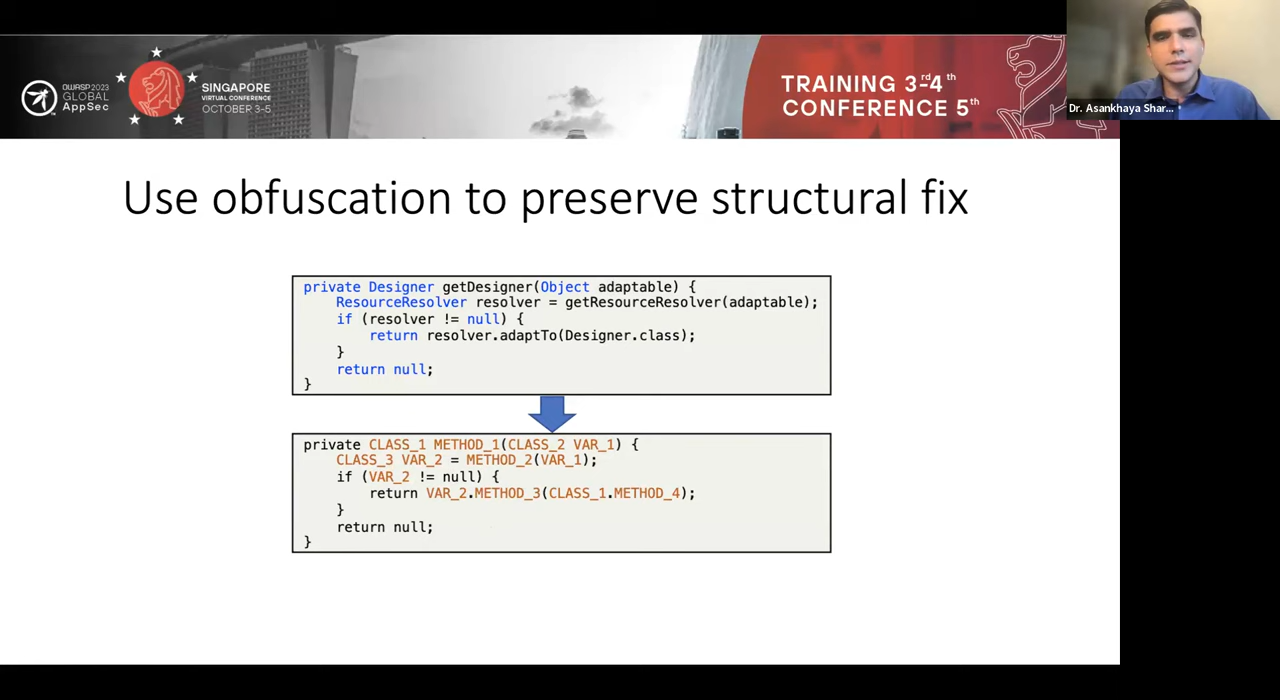 OWASP 2023
GLOBAL
AppSec
SINGAPORE
VIRTUAL CONFERENCE
OCTOBER 3-5
TRAINING 3rd-4th
CONFERENCE 5th
Dr. Asankhaya Shar...
Use obfuscation to preserve structural fix
private Designer getDesigner(Object adaptable) {
ResourceResolver resolver = getResourceResolver(adaptable);
if (resolver != null) {
return resolver.adaptTo(Designer.class);
}
return null;
}
private CLASS_1 METHOD_1(CLASS_2 VAR_1) {
CLASS_3 VAR_2 = METHOD_2(VAR_1);
if (VAR_2 != null) {
return VAR_2.METHOD_3(CLASS_1.METHOD_4);
}
return null;
}